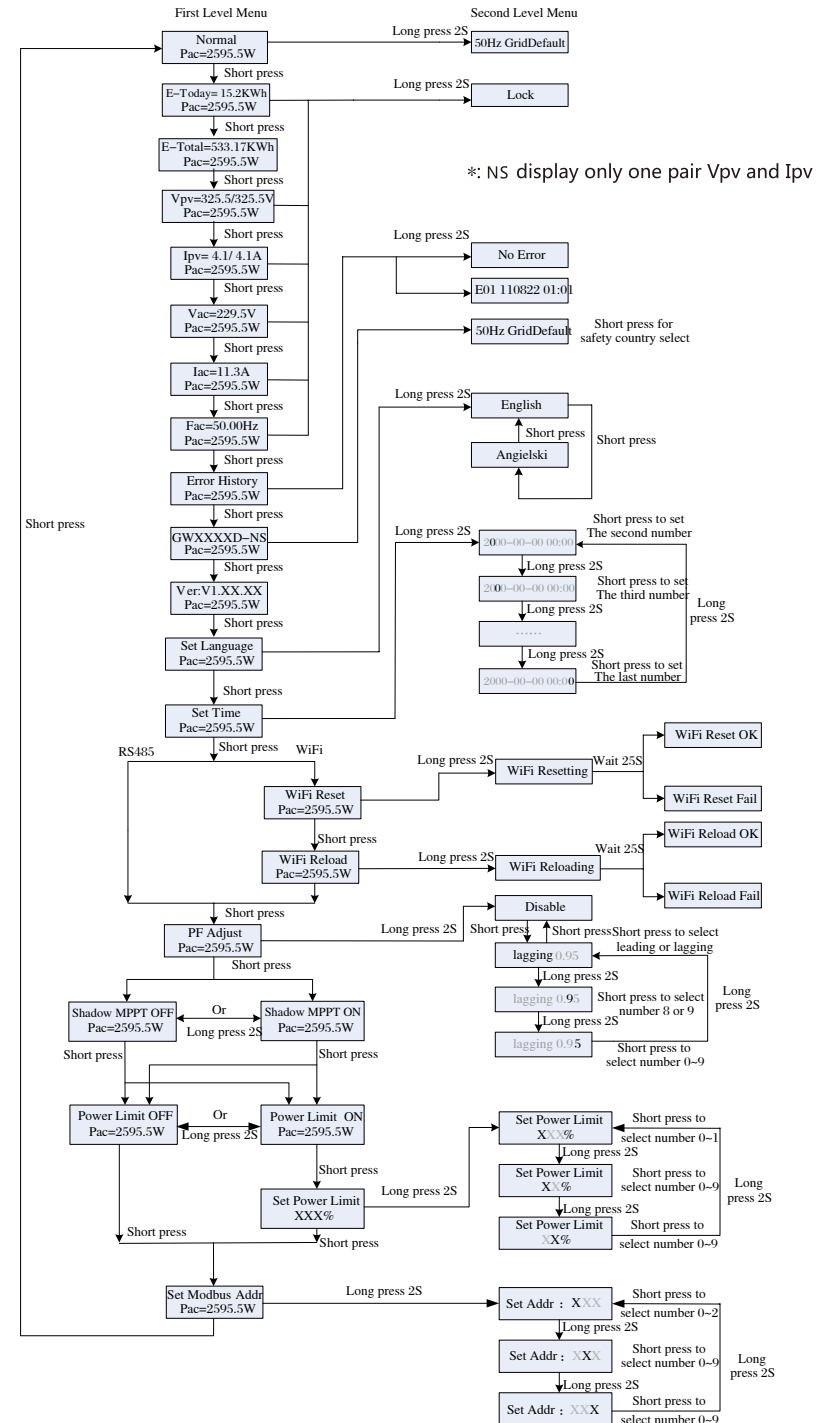 First Level Menu
Second Level Menu
Normal
Pac=2595.5W
Long press 2S
50Hz GridDefault
Short press
E-Today= 15.2KWh
Pac=2595.5W
Long press 2S
Lock
Short press
E-Total=533.17KWh
Pac=2595.5W
*: NS display only one pair Vpv and Ipv
Short press
Vpv=325.5/325.5V
Pac=2595.5W
Short press
Ipv= 4.1/ 4.1A
Pac=2595.5W
Long press 2S
No Error
E01 110822 01:01
Short press
Vac=229.5V
Pac=2595.5W
50Hz GridDefault
Short press for
safety country select
Short press
Iac=11.3A
Pac=2595.5W
Short press
Fac=50.00Hz
Pac=2595.5W
Long press 2S
English
Short press
Short press
Angielski
Short press
Error History
Pac=2595.5W
Short press
Short press
GWXXXXD-NS
Pac=2595.5W
Short press
Ver:V1.XX.XX
Pac=2595.5W
Short press
Set Language
Pac=2595.5W
Long press 2S
2000-00-00 00:00
Short press to set
The second number
Long press 2S
2000-00-00 00:00
Short press to set
The third number
Long press 2S
......
Long press 2S
2000-00-00 00:00
Short press to set
The last number
Long
press 2S
Short press
Set Time
Pac=2595.5W
Short press
RS485
WiFi
WiFi Reset
Pac=2595.5W
Long press 2S
WiFi Resetting
Wait 25S
WiFi Reset OK
WiFi Reset Fail
Short press
WiFi Reload
Pac=2595.5W
Long press 2S
WiFi Reloading
Wait 25S
WiFi Reload OK
WiFi Reload Fail
Short press
PF Adjust
Pac=2595.5W
Long press 2S
Disable
Short press
Short press
Short press to select
leading or lagging
lagging 0.95
Long press 2S
lagging 0.95
Short press to select
number 8 or 9
Long press 2S
lagging 0.95
Short press to
select number 0~9
Long
press 2S
Short press
Shadow MPPT OFF
Pac=2595.5W
Or
Long press 2S
Shadow MPPT ON
Pac=2595.5W
Short press
Short press
Power Limit OFF
Pac=2595.5W
Or
Long press 2S
Power Limit ON
Pac=2595.5W
Short press
Set Power Limit
XXX%
Long press 2S
Set Power Limit
XXX%
Short press to
select number 0~1
Long press 2S
Set Power Limit
XX%
Short press to
select number 0~9
Long press 2S
Set Power Limit
XX%
Short press to
select number 0~9
Long
press 2S
Short press
Short press
Set Modbus Addr
Pac=2595.5W
Long press 2S
Set Addr : XXX
Short press to
select number 0~2
Long press 2S
Set Addr : XXX
Short press to
select number 0~9
Long press 2S
Set Addr : XXX
Short press to
select number 0~9
Long
press 2S